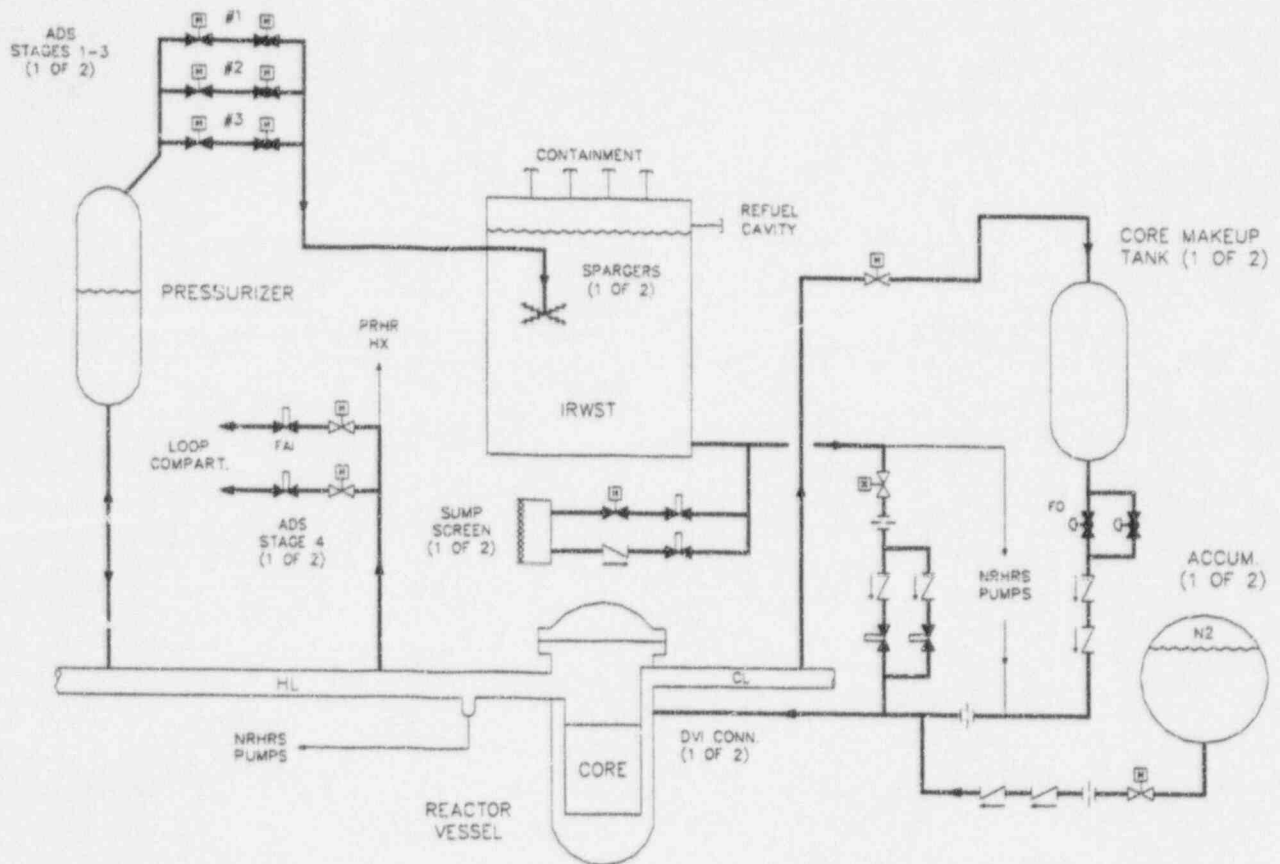 ADS
STAGES 1-3
(1 OF 2)
M
#1
M
M
#2
M
M
#3
M
CONTAINMENT
REFUEL
CAVITY
SPARGERS
(1 OF 2)
IRWST
PRESSURIZER
PRHR
HX
M
CORE MAKEUP
TANK (1 OF 2)
LOOP
COMPART.
M
M
ADS
STAGE 4
(1 OF 2)
SUMP
SCREEN
(1 OF 2)
M
M
FO
NRHRS
PUMPS
ACCUM.
(1 OF 2)
N2
HL
CL
NRHRS
PUMPS
DVI CONN.
(1 OF 2)
CORE
REACTOR
VESSEL
M